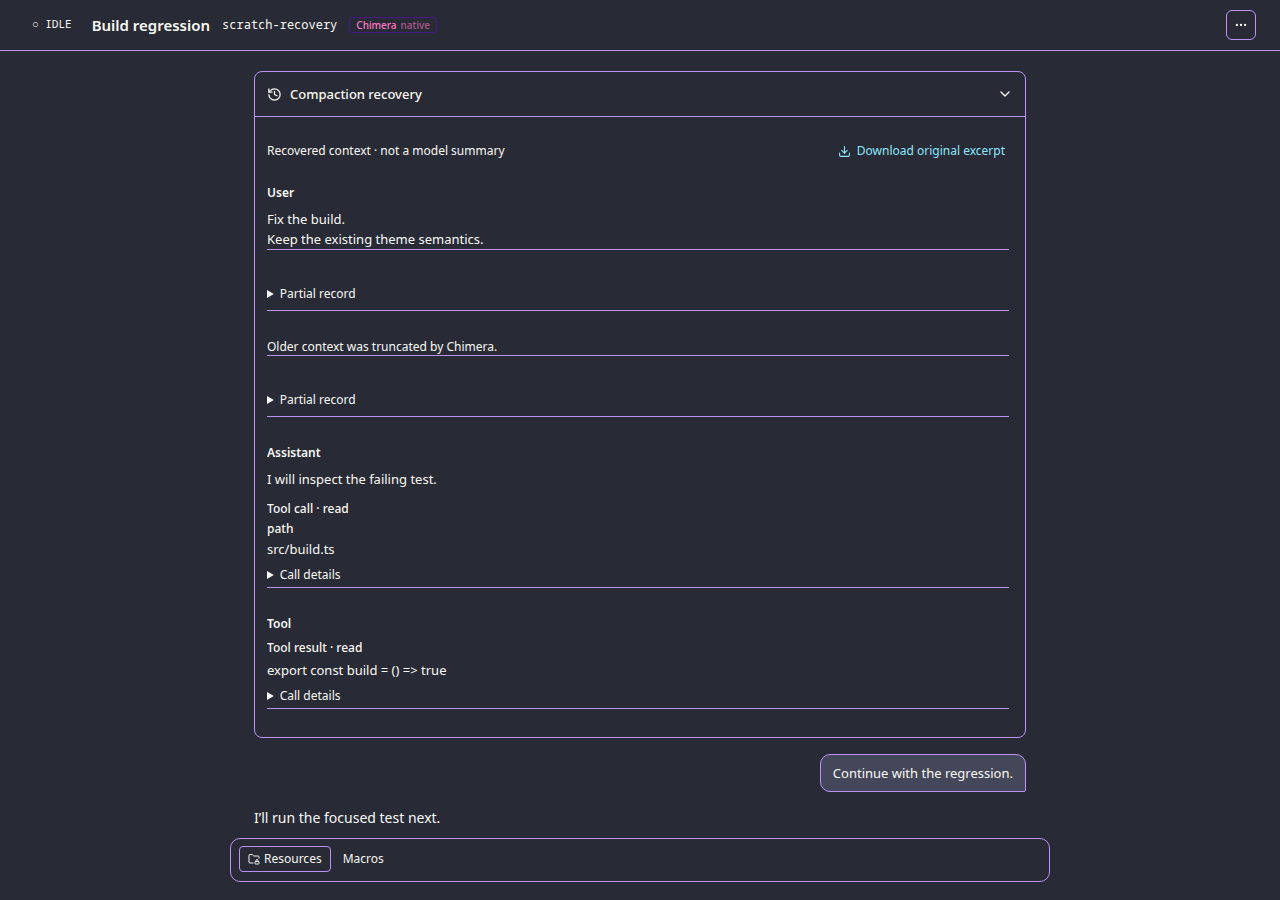 ○ IDLE Build regression scratch-recovery Chimera native ···
Compaction recovery
Recovered context · not a model summary Download original excerpt
User
Fix the build.
Keep the existing theme semantics.
▶ Partial record
Older context was truncated by Chimera.
▶ Partial record
Assistant
I will inspect the failing test.
Tool call · read
path
src/build.ts
▶ Call details
Tool
Tool result · read
export const build = () => true
▶ Call details
Continue with the regression.
I’ll run the focused test next.
Resources Macros